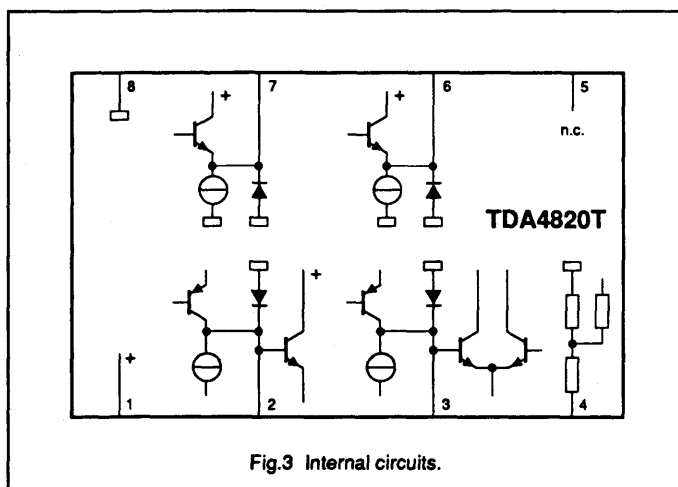 8 7 6 5
+ +
n.c.
TDA4820T
+
+
1 2 3 4
Fig.3 Internal circuits.